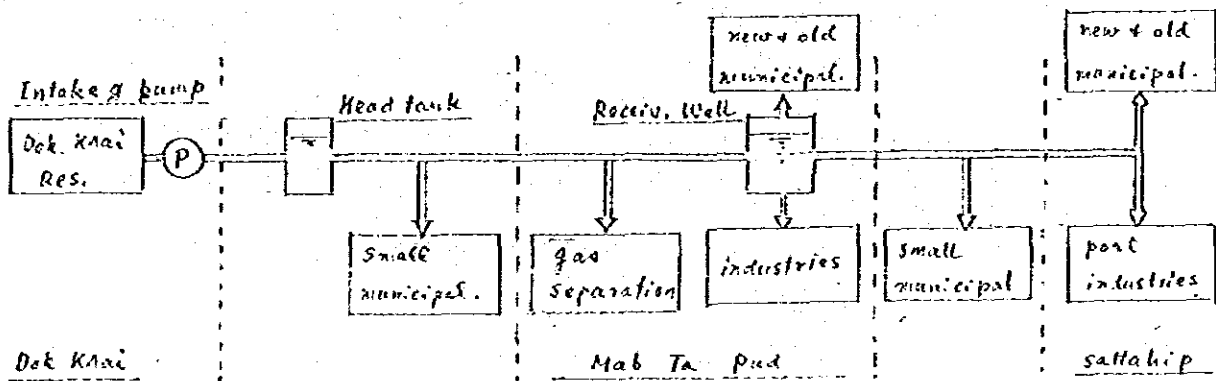 Intake & pump
Dok. Krai
Res.
P
Head tank
Small
municipal.
gas
separation
Receiv. Well
new & old
municipal.
industries
small
municipal
new & old
municipal.
port
industries
Dok Krai
Mab Ta Pud
sattahip